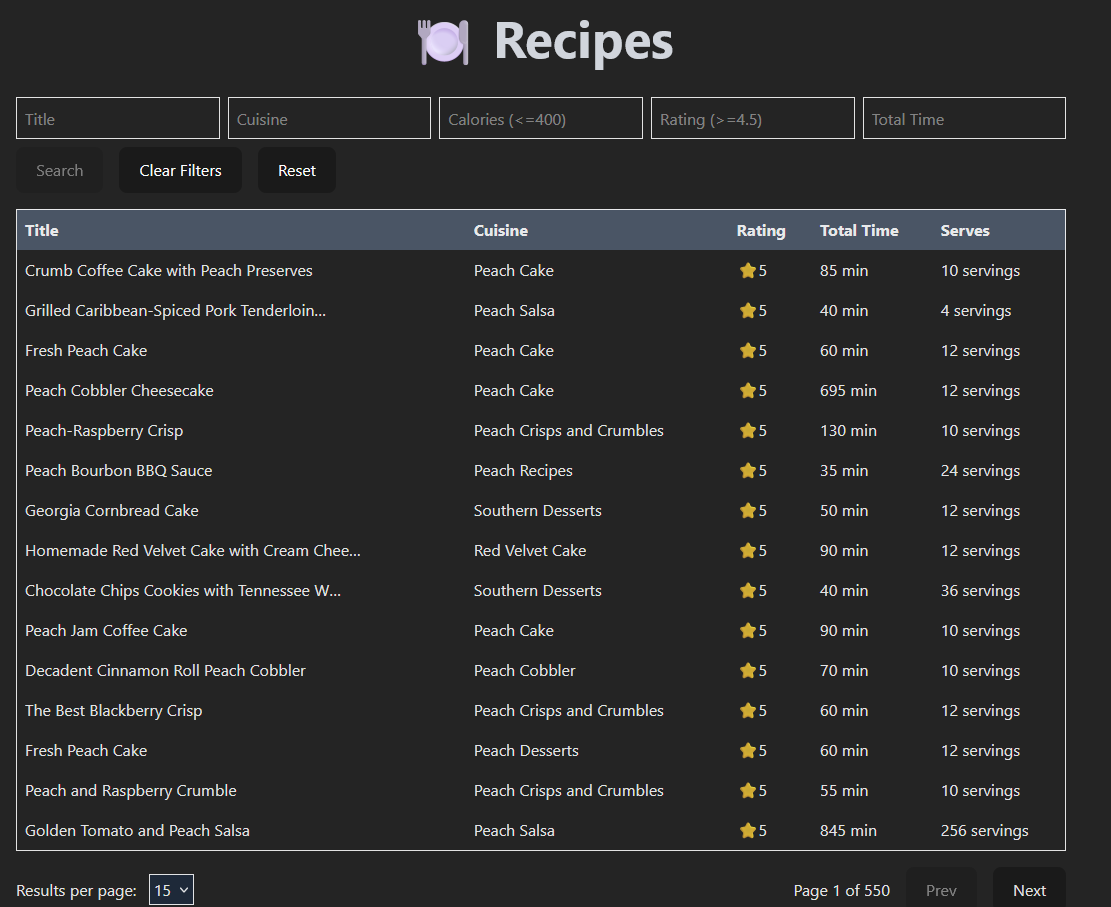 Recipes
Title Cuisine Calories (<=400) Rating (>=4.5) Total Time
Search Clear Filters Reset
Title Cuisine Rating Total Time Serves
Crumb Coffee Cake with Peach Preserves Peach Cake 5 85 min 10 servings
Grilled Caribbean-Spiced Pork Tenderloin... Peach Salsa 5 40 min 4 servings
Fresh Peach Cake Peach Cake 5 60 min 12 servings
Peach Cobbler Cheesecake Peach Cake 5 695 min 12 servings
Peach-Raspberry Crisp Peach Crisps and Crumbles 5 130 min 10 servings
Peach Bourbon BBQ Sauce Peach Recipes 5 35 min 24 servings
Georgia Cornbread Cake Southern Desserts 5 50 min 12 servings
Homemade Red Velvet Cake with Cream Chee... Red Velvet Cake 5 90 min 12 servings
Chocolate Chips Cookies with Tennessee W... Southern Desserts 5 40 min 36 servings
Peach Jam Coffee Cake Peach Cake 5 90 min 10 servings
Decadent Cinnamon Roll Peach Cobbler Peach Cobbler 5 70 min 10 servings
The Best Blackberry Crisp Peach Crisps and Crumbles 5 60 min 12 servings
Fresh Peach Cake Peach Desserts 5 60 min 12 servings
Peach and Raspberry Crumble Peach Crisps and Crumbles 5 55 min 10 servings
Golden Tomato and Peach Salsa Peach Salsa 5 845 min 256 servings
Results per page: 15 Page 1 of 550 Prev Next